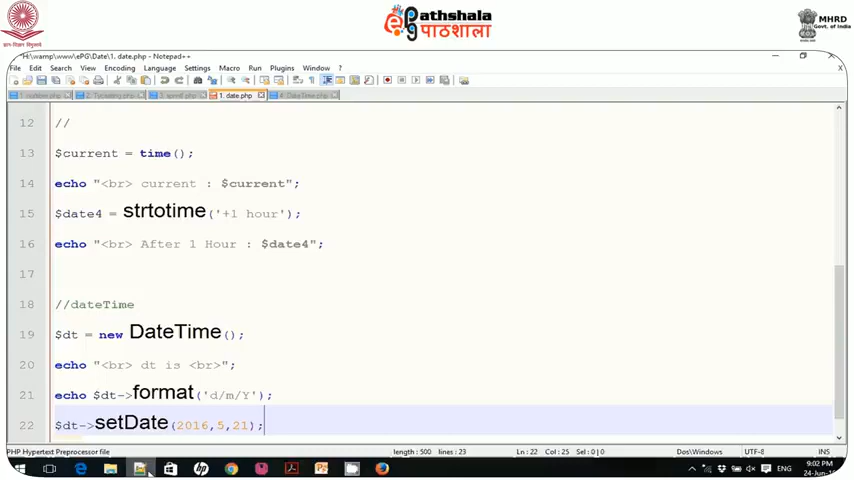 Pathshala
पाठशाला
MHRD
Govt. of India
H:\wamp\www\ePG\Date\1. date.php - Notepad++
File Edit Search View Encoding Language Settings Macro Run Plugins Window ?
1. date.php
4. DateTime.php
12 //
13 $current = time();
14 echo "<br> current : $current";
15 $date4 = strtotime('+1 hour');
16 echo "<br> After 1 Hour : $date4";
17
18 //dateTime
19 $dt = new DateTime();
20 echo "<br> dt is <br>";
21 echo $dt->format('d/m/Y');
22 $dt->setDate(2016,5,21);
PHP Hypertext Preprocessor file length : 500 lines : 23 Ln : 22 Col : 25 Sel : 0 | 0 Dos\Windows UTF-8 INS
ENG 9:02 PM